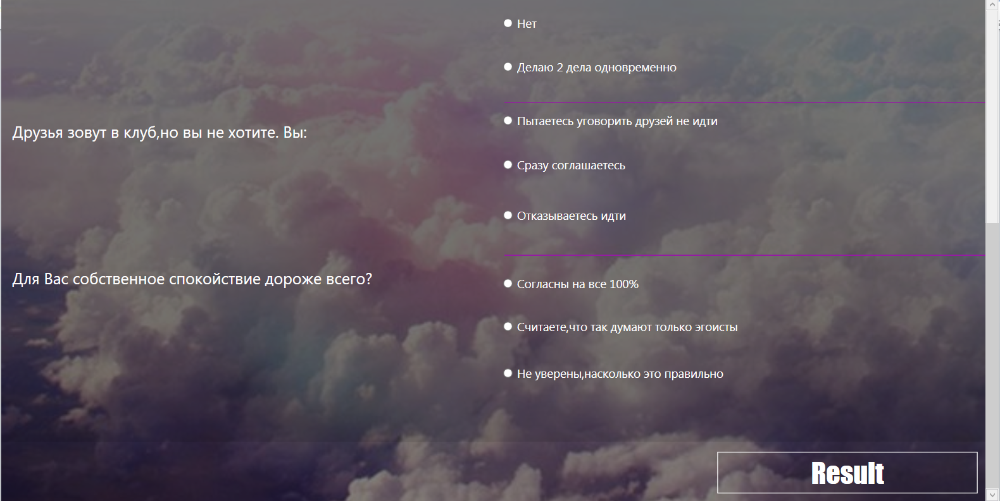 Нет
Делаю 2 дела одновременно
Друзья зовут в клуб,но вы не хотите. Вы:
Пытаетесь уговорить друзей не идти
Сразу соглашаетесь
Отказываетесь идти
Для Вас собственное спокойствие дороже всего?
Согласны на все 100%
Считаете,что так думают только эгоисты
Не уверены,насколько это правильно
Result